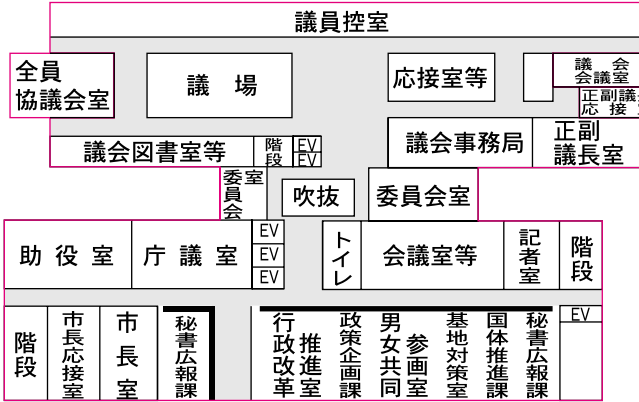 議員控室
全員
協議会室
議 場
応接室等
議 会
会議室
正副議会
応 接
議会図書室等
階段
EV
EV
議会事務局
正副
議長室
委員会室
吹抜
委員会室
助役室
庁議室
EV
EV
EV
トイレ
会議室等
記者室
階段
階段
市長応接室
市長室
秘書広報課
行政改革
推進室
政策企画課
男女共同
参画室
基地対策室
国体推進課
秘書広報課
EV